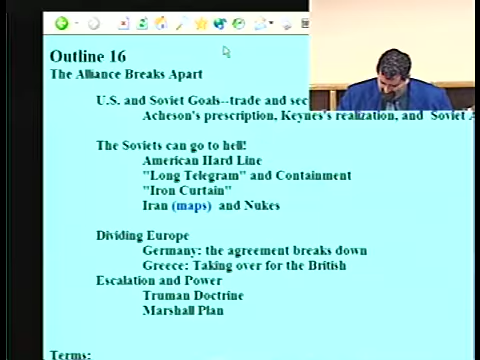 Outline 16
The Alliance Breaks Apart
U.S. and Soviet Goals--trade and sec
Acheson's prescription, Keynes's realization, and Soviet A
The Soviets can go to hell!
American Hard Line
"Long Telegram" and Containment
"Iron Curtain"
Iran (maps) and Nukes
Dividing Europe
Germany: the agreement breaks down
Greece: Taking over for the British
Escalation and Power
Truman Doctrine
Marshall Plan
Terms: